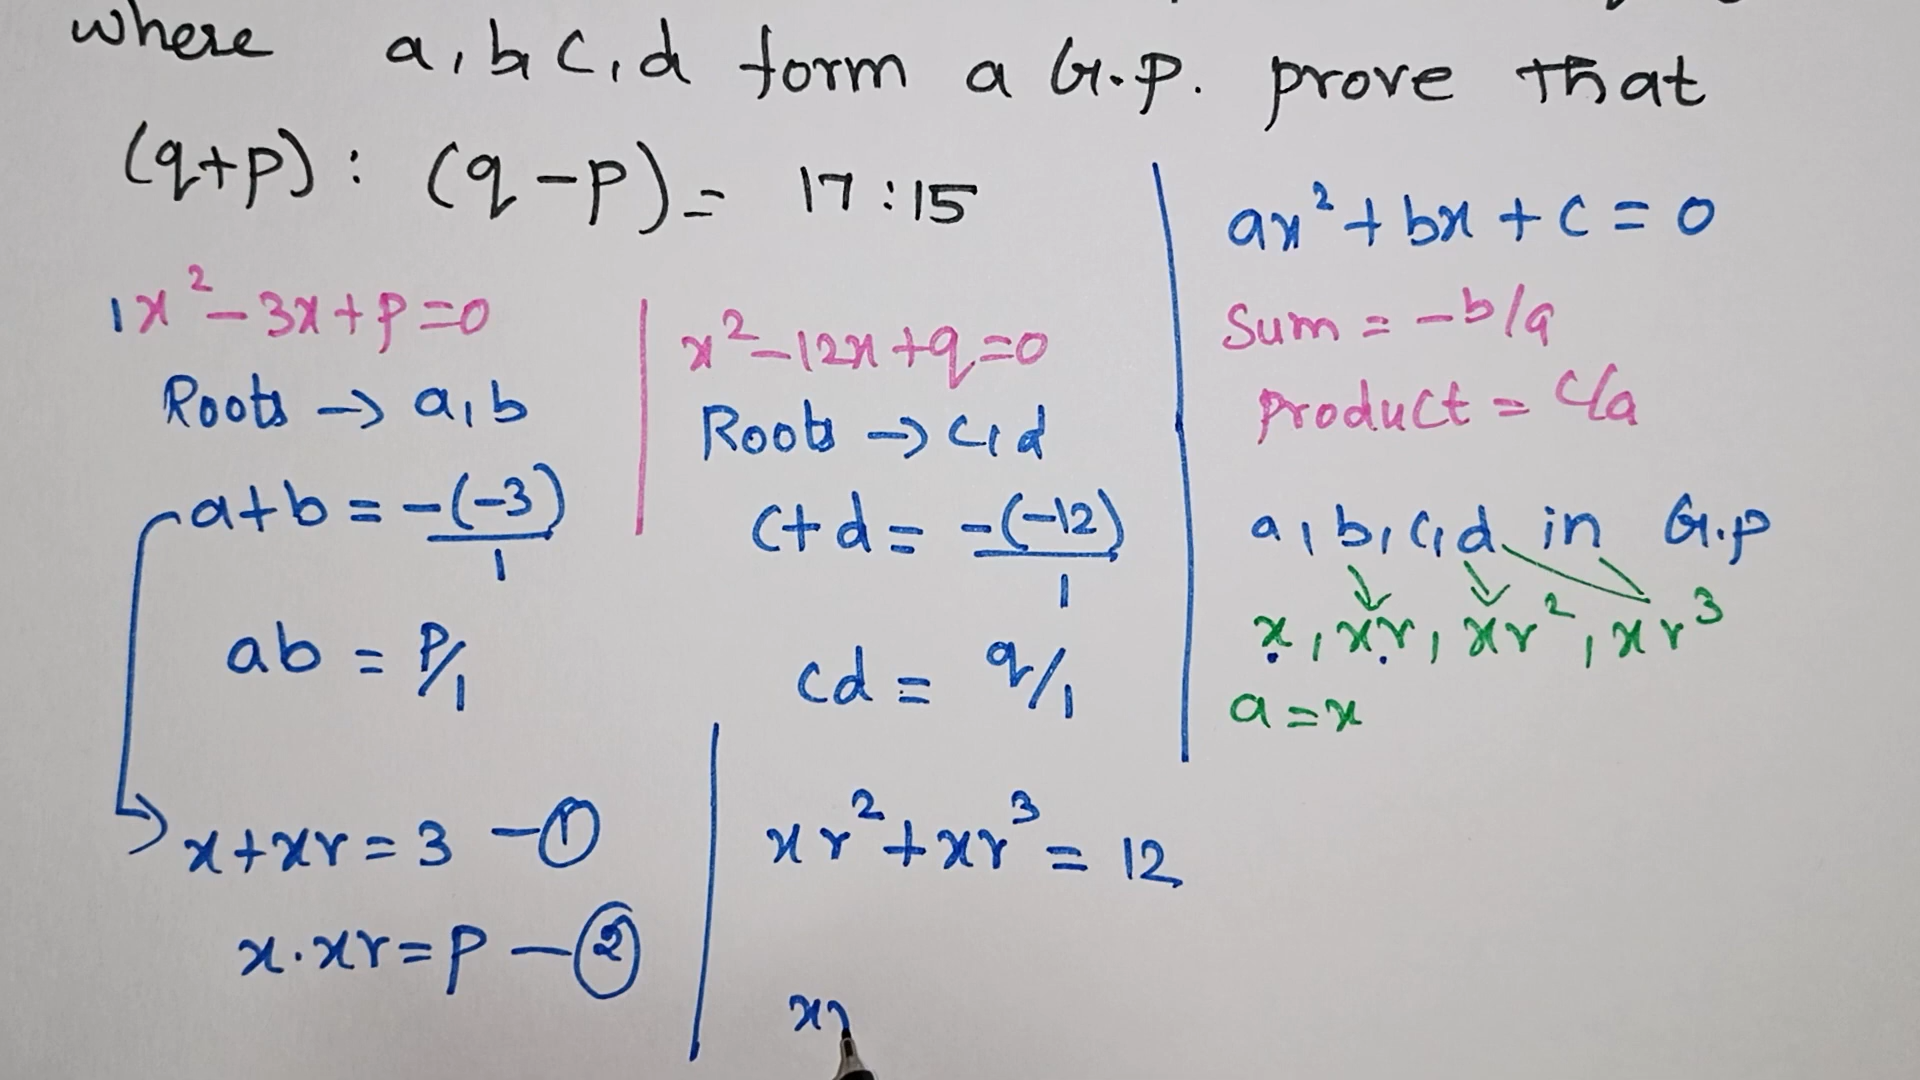 where a, b, c, d form a G.P. prove that
(q+p) : (q-p) = 17 : 15
1x² - 3x + p = 0
Roots → a, b
a+b = -(-3)/1
ab = P/1
x² - 12x + q = 0
Roots → c, d
c+d = -(-12)/1
cd = q/1
ax² + bx + c = 0
Sum = -b/a
Product = c/a
a, b, c, d in G.P
x, xr, xr², xr³
a = x
x + xr = 3 - ①
x·xr = p - ②
xr² + xr³ = 12